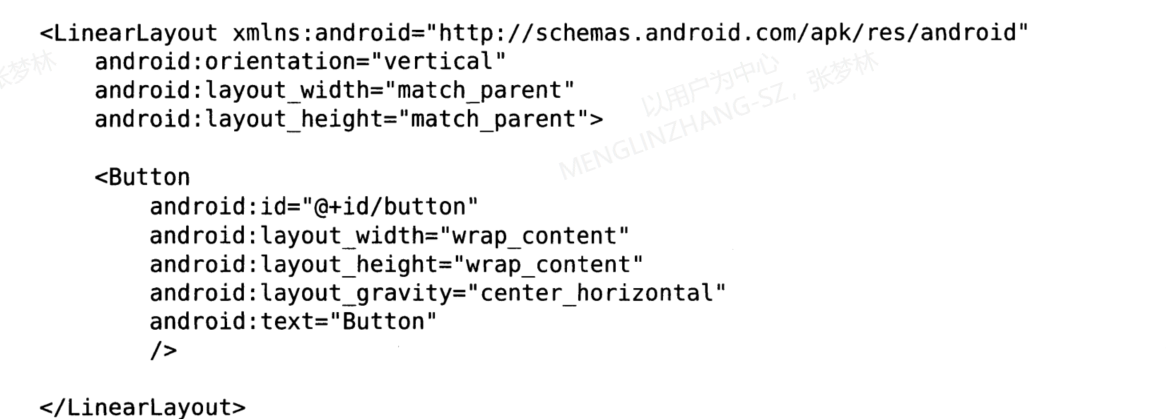 <LinearLayout xmlns:android="http://schemas.android.com/apk/res/android"
    android:orientation="vertical"
    android:layout_width="match_parent"
    android:layout_height="match_parent">

    <Button
        android:id="@+id/button"
        android:layout_width="wrap_content"
        android:layout_height="wrap_content"
        android:layout_gravity="center_horizontal"
        android:text="Button"
        />

</LinearLayout>
张梦林
以用户为中心
MENGLINZHANG-SZ，张梦林